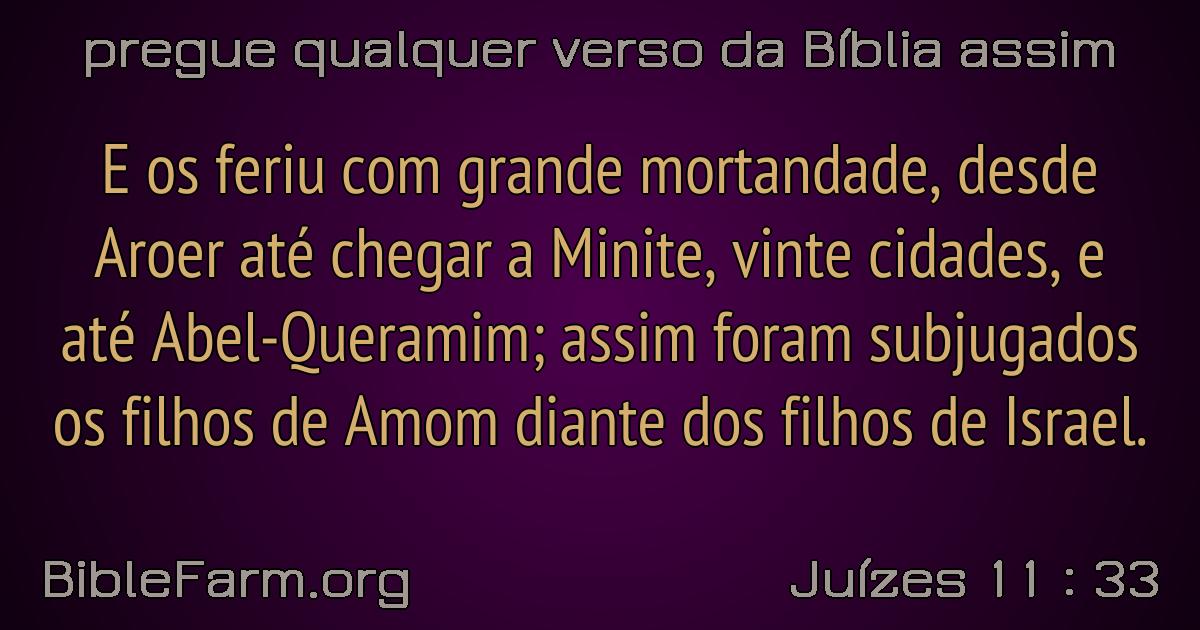 pregue qualquer verso da Bíblia assim
E os feriu com grande mortandade, desde
Aroer até chegar a Minite, vinte cidades, e
até Abel-Queramim; assim foram subjugados
os filhos de Amom diante dos filhos de Israel.
BibleFarm.org
Juízes 11 : 33